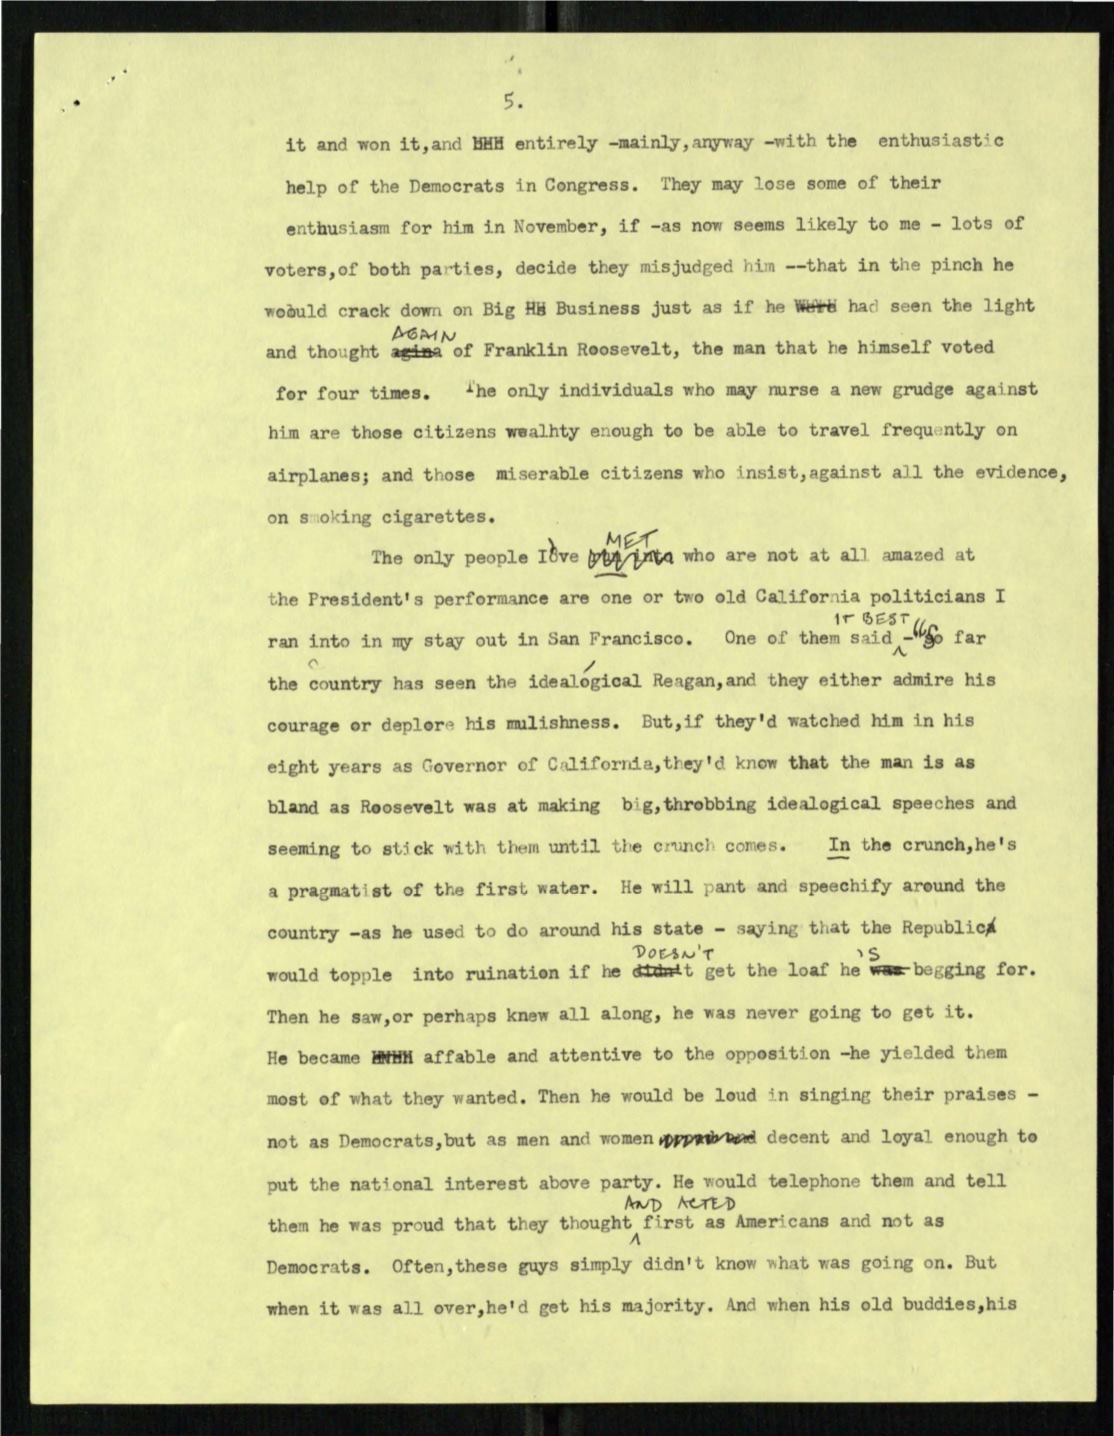 5.
it and won it,and entirely -mainly,anyway -with the enthusiastic
help of the Democrats in Congress. They may lose some of their
enthusiasm for him in November, if -as now seems likely to me - lots of
voters,of both parties, decide they misjudged him --that in the pinch he
would crack down on Big Business just as if he had seen the light
AGAIN
and thought agina of Franklin Roosevelt, the man that he himself voted
for four times. The only individuals who may nurse a new grudge against
him are those citizens wealhty enough to be able to travel frequently on
airplanes; and those miserable citizens who insist,against all the evidence,
on smoking cigarettes.
MET
The only people I've ran into who are not at all amazed at
the President's performance are one or two old California politicians I
IT BEST
ran into in my stay out in San Francisco. One of them said - "So far
the country has seen the idealogical Reagan,and they either admire his
courage or deplore his mulishness. But,if they'd watched him in his
eight years as Governor of California,they'd know that the man is as
bland as Roosevelt was at making big,throbbing idealogical speeches and
seeming to stick with them until the crunch comes. In the crunch,he's
a pragmatist of the first water. He will pant and speechify around the
country -as he used to do around his state - saying that the Republic
DOESN'T IS
would topple into ruination if he didn't get the loaf he was begging for.
Then he saw,or perhaps knew all along, he was never going to get it.
He became affable and attentive to the opposition -he yielded them
most of what they wanted. Then he would be loud in singing their praises -
not as Democrats,but as men and women decent and loyal enough to
put the national interest above party. He would telephone them and tell
AND ACTED
them he was proud that they thought first as Americans and not as
Democrats. Often,these guys simply didn't know what was going on. But
when it was all over,he'd get his majority. And when his old buddies,his